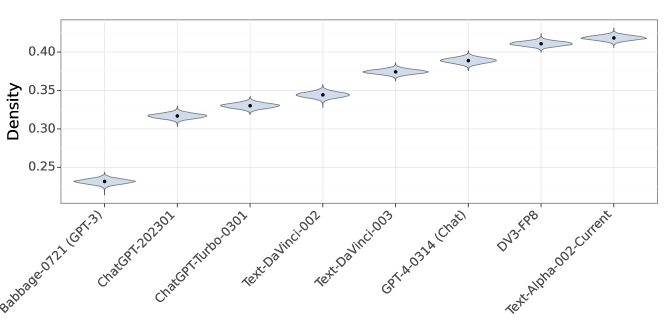 0.40
0.35
0.30
0.25
Density
Babbage-0721 (GPT-3)
ChatGPT-202301
ChatGPT-Turbo-0301
Text-DaVinci-002
Text-DaVinci-003
GPT-4-0314 (Chat)
DV3-FP8
Text-Alpha-002-Current